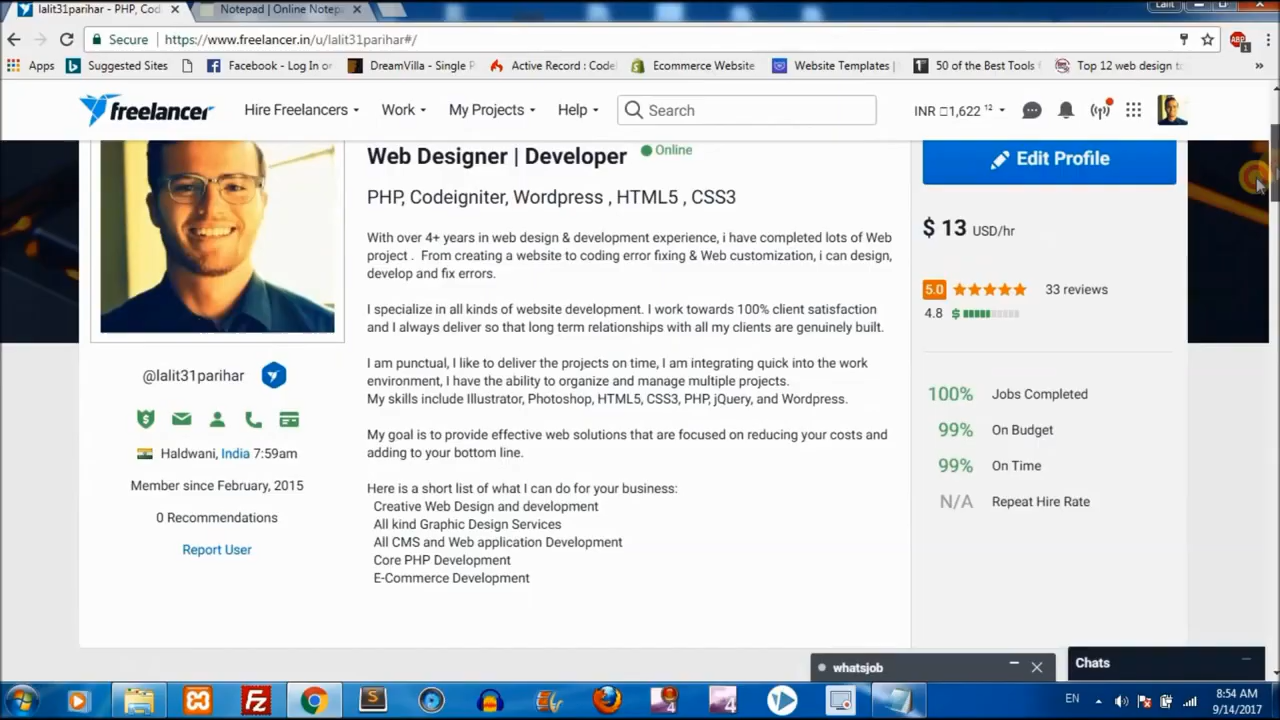 lalit31parihar - PHP, Cod
Notepad | Online Notep
Lalit
Secure
https://www.freelancer.in/u/lalit31parihar#/
ABP
1
Apps
Suggested Sites
Facebook - Log In or
DreamVilla - Single P
Active Record : Code
Ecommerce Website
Website Templates |
50 of the Best Tools f
Top 12 web design to
»
freelancer
Hire Freelancers
Work
My Projects
Help
Search
INR □1,622 12
Web Designer | Developer
Online
Edit Profile
PHP, Codeigniter, Wordpress , HTML5 , CSS3
$ 13 USD/hr
With over 4+ years in web design & development experience, i have completed lots of Web
project . From creating a website to coding error fixing & Web customization, i can design,
develop and fix errors.
5.0
33 reviews
4.8 $
I specialize in all kinds of website development. I work towards 100% client satisfaction
and I always deliver so that long term relationships with all my clients are genuinely built.
I am punctual, I like to deliver the projects on time, I am integrating quick into the work
environment, I have the ability to organize and manage multiple projects.
My skills include Illustrator, Photoshop, HTML5, CSS3, PHP, jQuery, and Wordpress.
@lalit31parihar
100% Jobs Completed
99% On Budget
99% On Time
N/A Repeat Hire Rate
My goal is to provide effective web solutions that are focused on reducing your costs and
adding to your bottom line.
Haldwani, India 7:59am
Member since February, 2015
0 Recommendations
Report User
Here is a short list of what I can do for your business:
Creative Web Design and development
All kind Graphic Design Services
All CMS and Web application Development
Core PHP Development
E-Commerce Development
whatsjob
Chats
EN
8:54 AM
9/14/2017